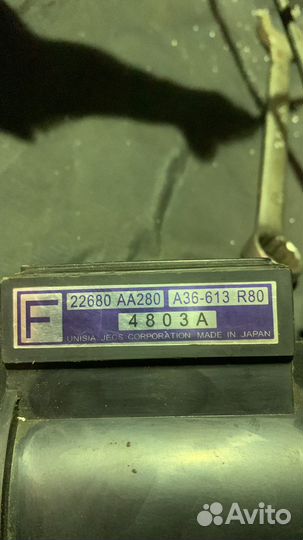 F
22680 AA280 A36-613 R80
4803A
UNISIA JECS CORPORATION MADE IN JAPAN
Avito